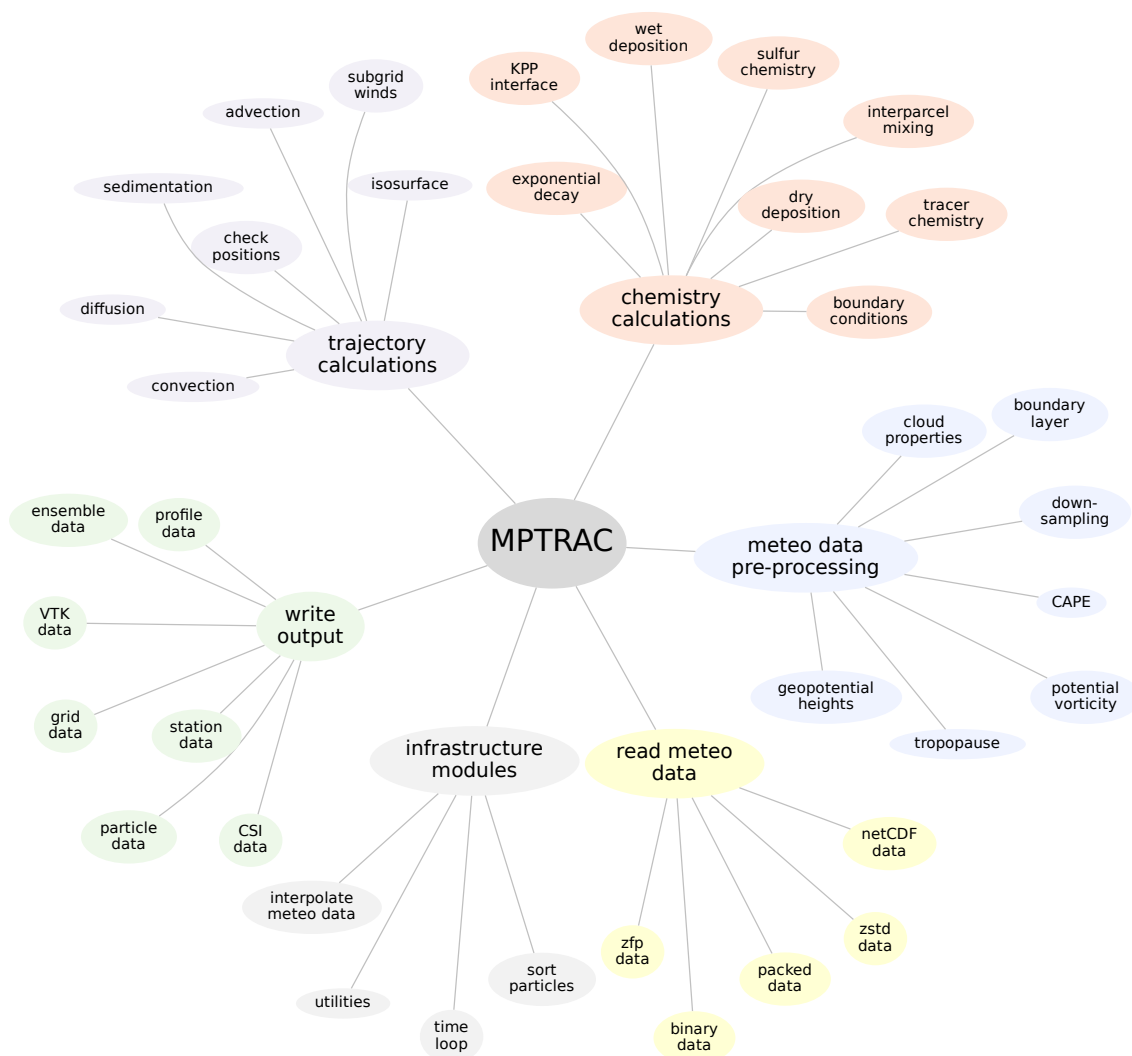 wet
deposition
sulfur
chemistry
KPP
interface
subgrid
winds
advection
interparcel
mixing
sedimentation
isosurface
exponential
decay
dry
deposition
tracer
chemistry
check
positions
diffusion
chemistry
calculations
boundary
conditions
trajectory
calculations
convection
cloud
properties
boundary
layer
ensemble
data
profile
data
down-
sampling
MPTRAC
meteo data
pre-processing
CAPE
VTK
data
write
output
geopotential
heights
potential
vorticity
grid
data
station
data
tropopause
infrastructure
modules
read meteo
data
particle
data
CSI
data
netCDF
data
interpolate
meteo data
zfp
data
zstd
data
sort
particles
packed
data
utilities
time
loop
binary
data